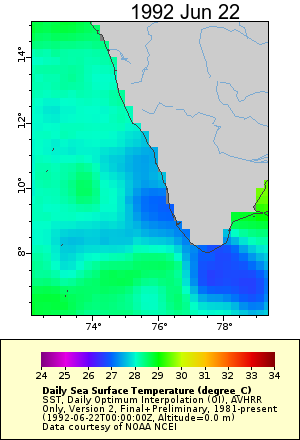 1992 Jun 22
14°
12°
10°
8°
74°
76°
78°
24 25 26 27 28 29 30 31 32 33 34
Daily Sea Surface Temperature (degree_C)
SST, Daily Optimum Interpolation (OI), AVHRR
Only, Version 2, Final+Preliminary, 1981-present
(1992-06-22T00:00:00Z, Altitude=0.0 m)
Data courtesy of NOAA NCEI